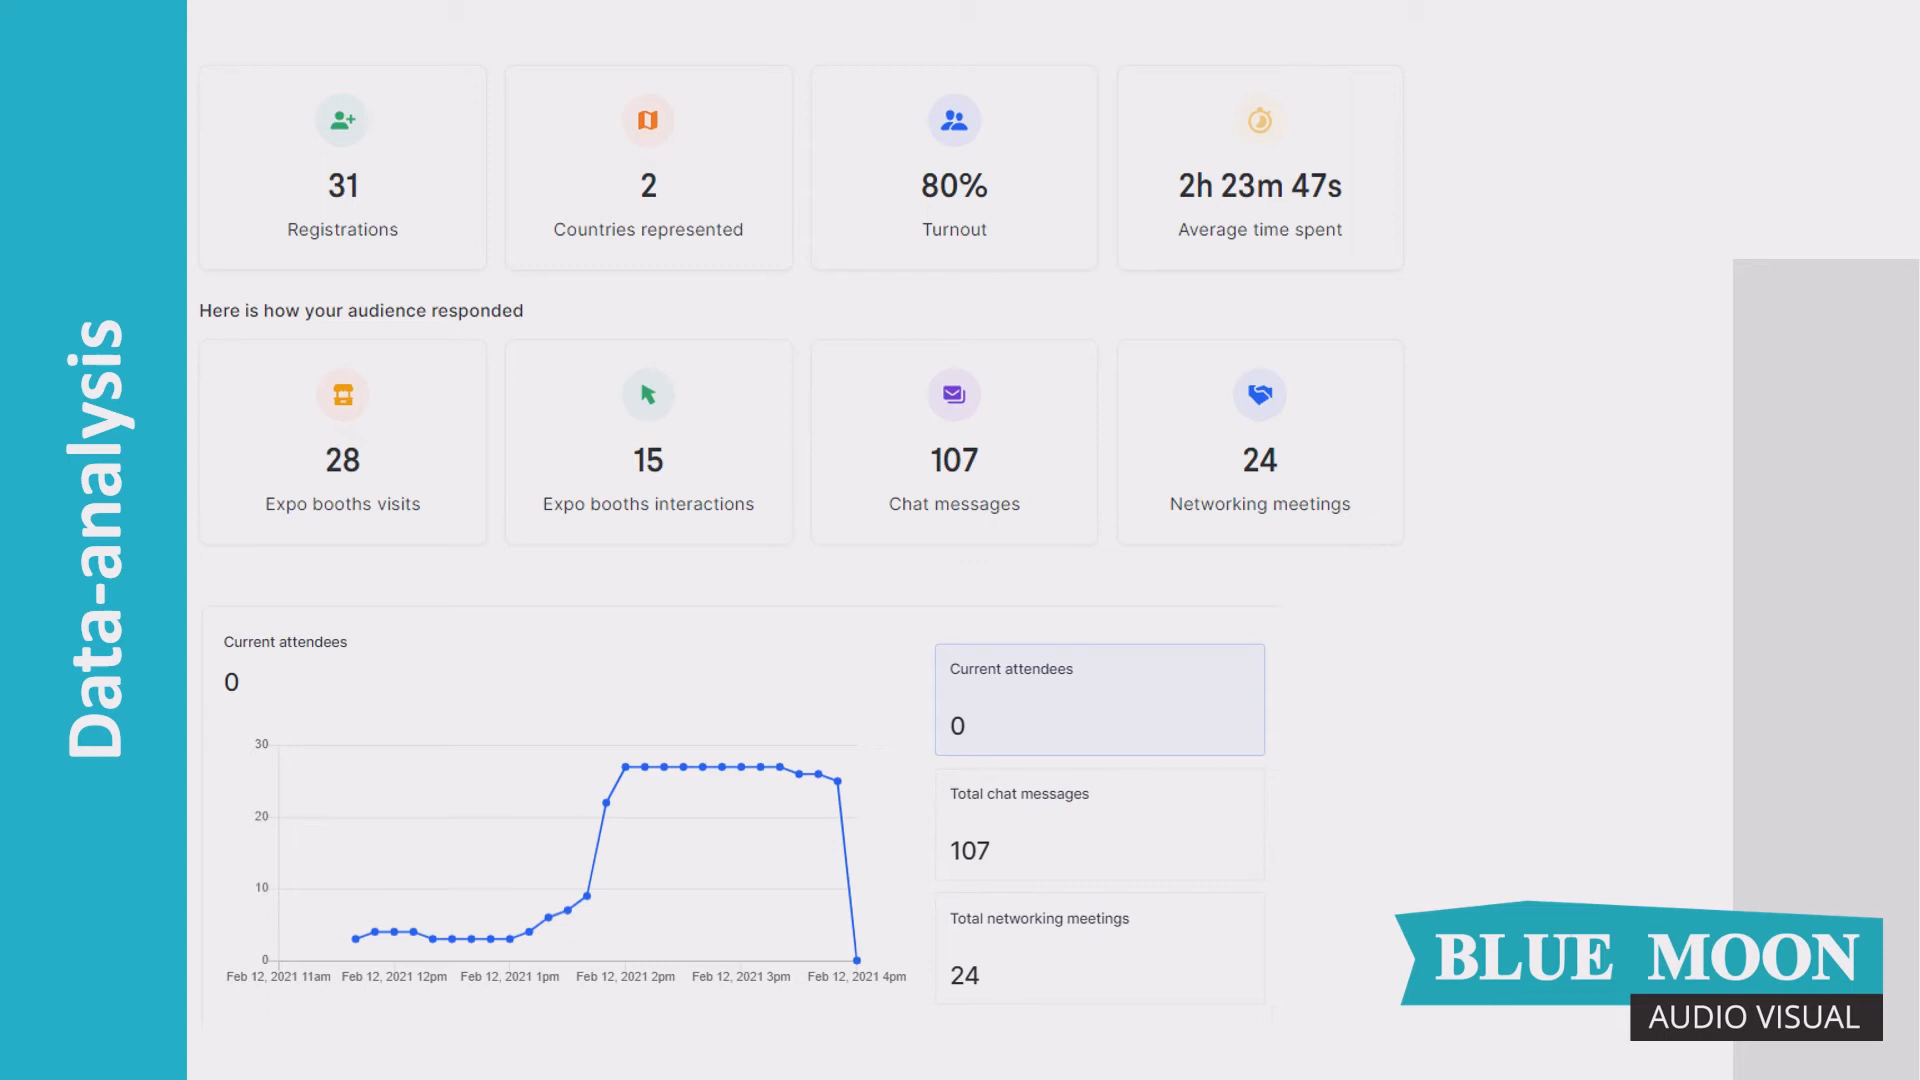 Data-analysis
31
Registrations
2
Countries represented
80%
Turnout
2h 23m 47s
Average time spent
Here is how your audience responded
28
Expo booths visits
15
Expo booths interactions
107
Chat messages
24
Networking meetings
Current attendees
0
30
20
10
0
Feb 12, 2021 11am Feb 12, 2021 12pm Feb 12, 2021 1pm Feb 12, 2021 2pm Feb 12, 2021 3pm Feb 12, 2021 4pm
Current attendees
0
Total chat messages
107
Total networking meetings
24
BLUE MOON
AUDIO VISUAL